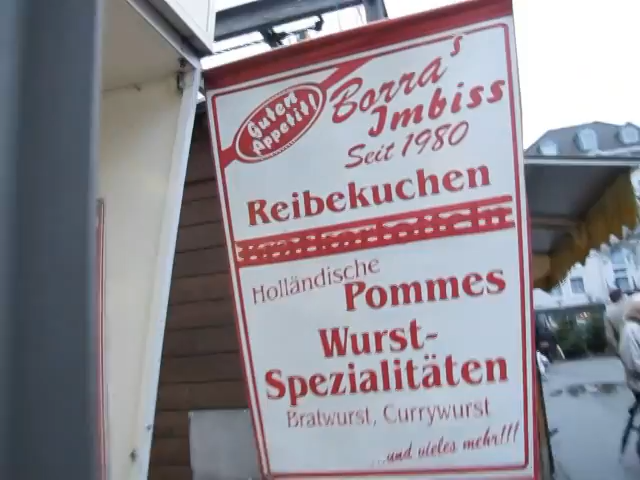 Guten
Appetit!
Borra's
Imbiss
Seit 1980
Reibekuchen
Holländische
Pommes
Wurst-
Spezialitäten
Bratwurst, Currywurst
...und vieles mehr!!!